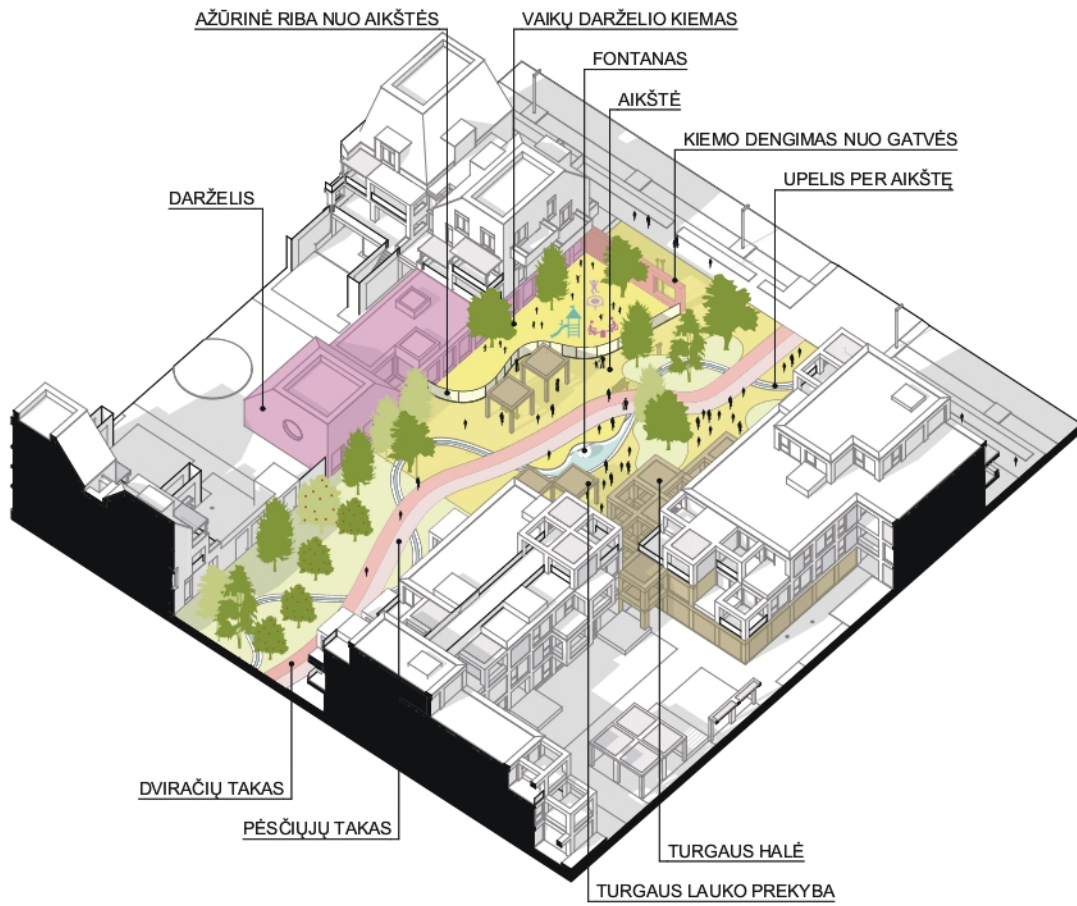 AŽŪRINĖ RIBA NUO AIKŠTĖS
VAIKŲ DARŽELIO KIEMAS
FONTANAS
AIKŠTĖ
KIEMO DENGIMAS NUO GATVĖS
UPELIS PER AIKŠTĘ
DARŽELIS
DVIRAČIŲ TAKAS
PĖSČIŲJŲ TAKAS
TURGAUS HALĖ
TURGAUS LAUKO PREKYBA